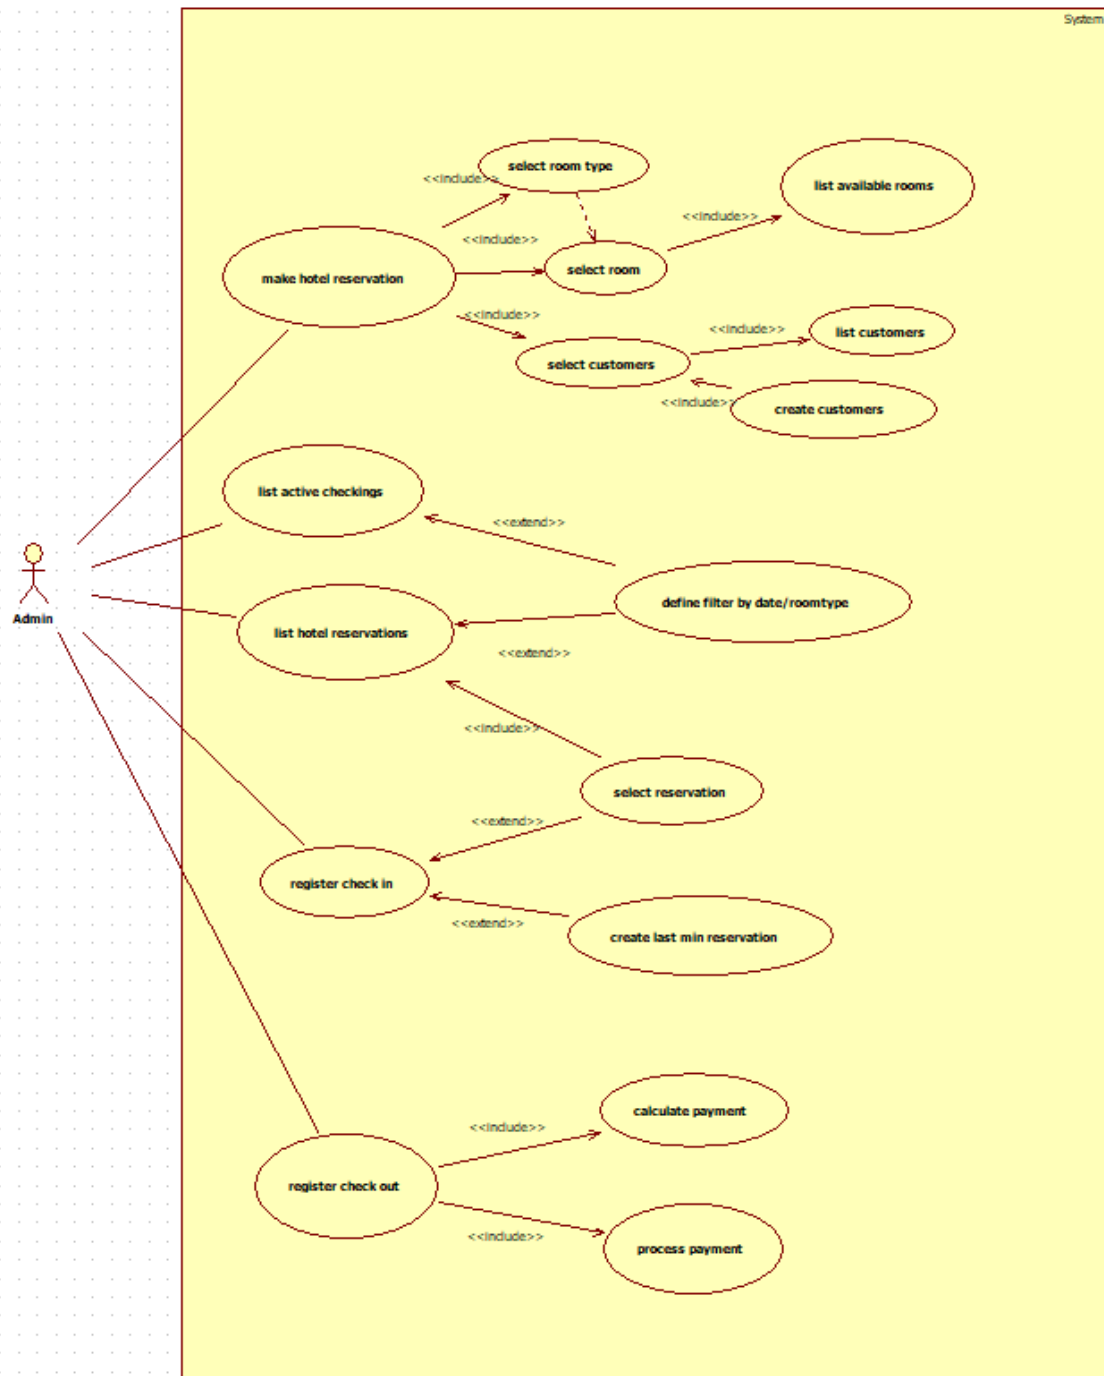 System
select room type
<<include>>
list available rooms
<<include>>
<<include>>
select room
make hotel reservation
<<include>>
<<include>>
list customers
select customers
<<include>>
create customers
list active checkings
<<extend>>
define filter by date/roomtype
Admin
list hotel reservations
<<extend>>
<<include>>
select reservation
<<extend>>
register check in
<<extend>>
create last min reservation
calculate payment
<<include>>
register check out
<<include>>
process payment